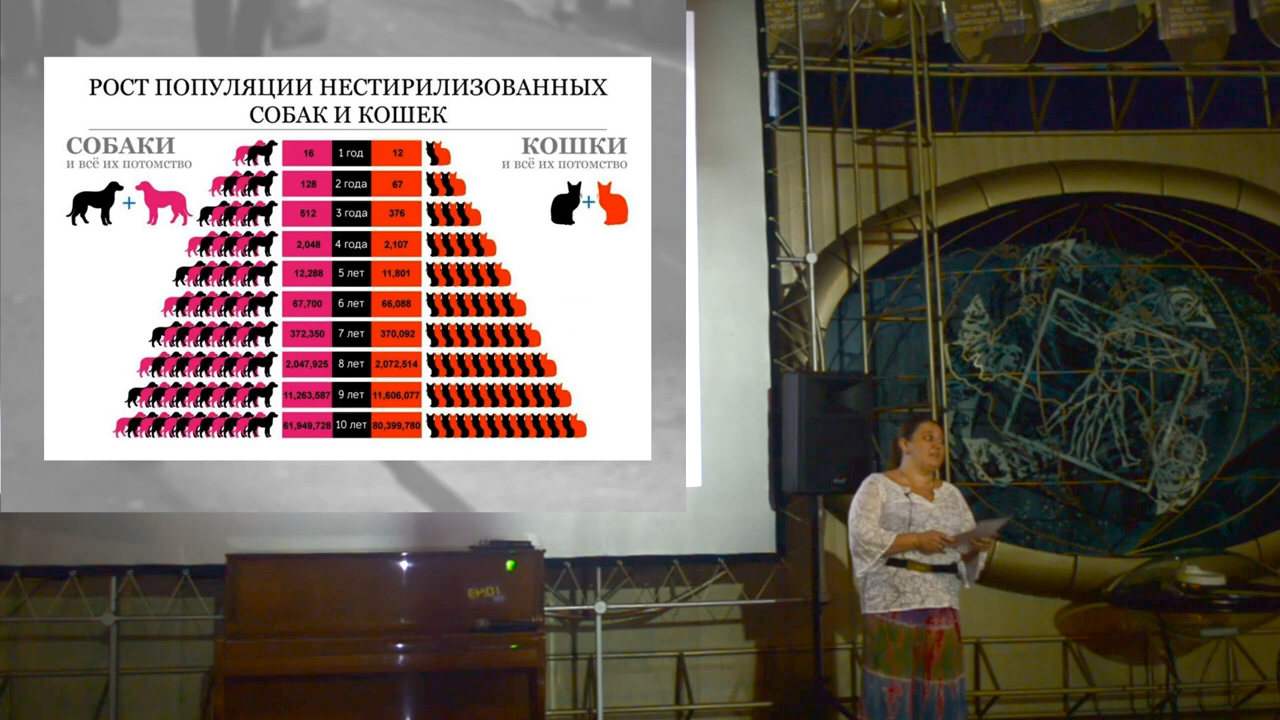 РОСТ ПОПУЛЯЦИИ НЕСТИРИЛИЗОВАННЫХ
СОБАК И КОШЕК
СОБАКИ
и всё их потомство
КОШКИ
и всё их потомство
16 1 год 12
128 2 года 67
512 3 года 376
2,048 4 года 2,107
12,288 5 лет 11,801
67,700 6 лет 66,088
372,350 7 лет 370,092
2,047,925 8 лет 2,072,514
11,263,587 9 лет 11,606,077
61,949,728 10 лет 80,399,780